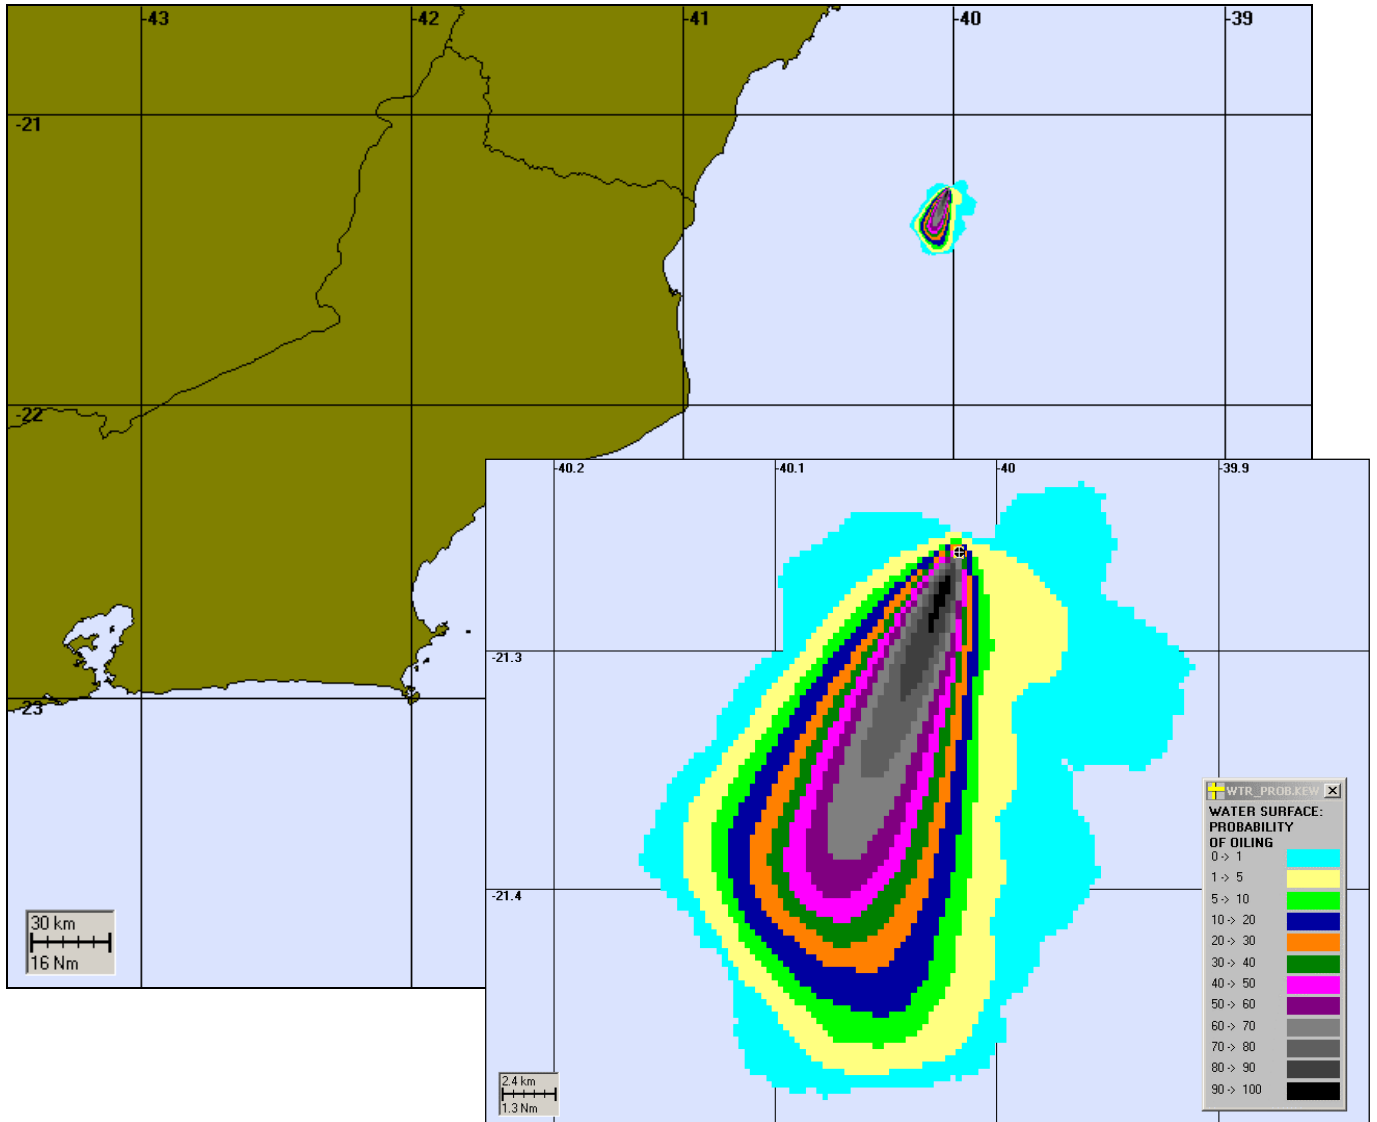 -43
-42
-41
-40
-39
-21
-22
-23
30 km
16 Nm
-40.2
-40.1
-40
-39.9
-21.3
-21.4
2.4 km
1.3 Nm
WTR_PROB.KEW
WATER SURFACE:
PROBABILITY
OF OILING
0 -> 1
1 -> 5
5 -> 10
10 -> 20
20 -> 30
30 -> 40
40 -> 50
50 -> 60
60 -> 70
70 -> 80
80 -> 90
90 -> 100